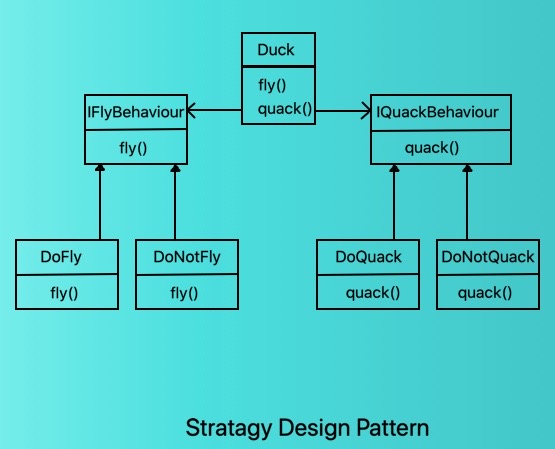 Duck
fly()
quack()
IFlyBehaviour
fly()
IQuackBehaviour
quack()
DoFly
fly()
DoNotFly
fly()
DoQuack
quack()
DoNotQuack
quack()
Stratagy Design Pattern